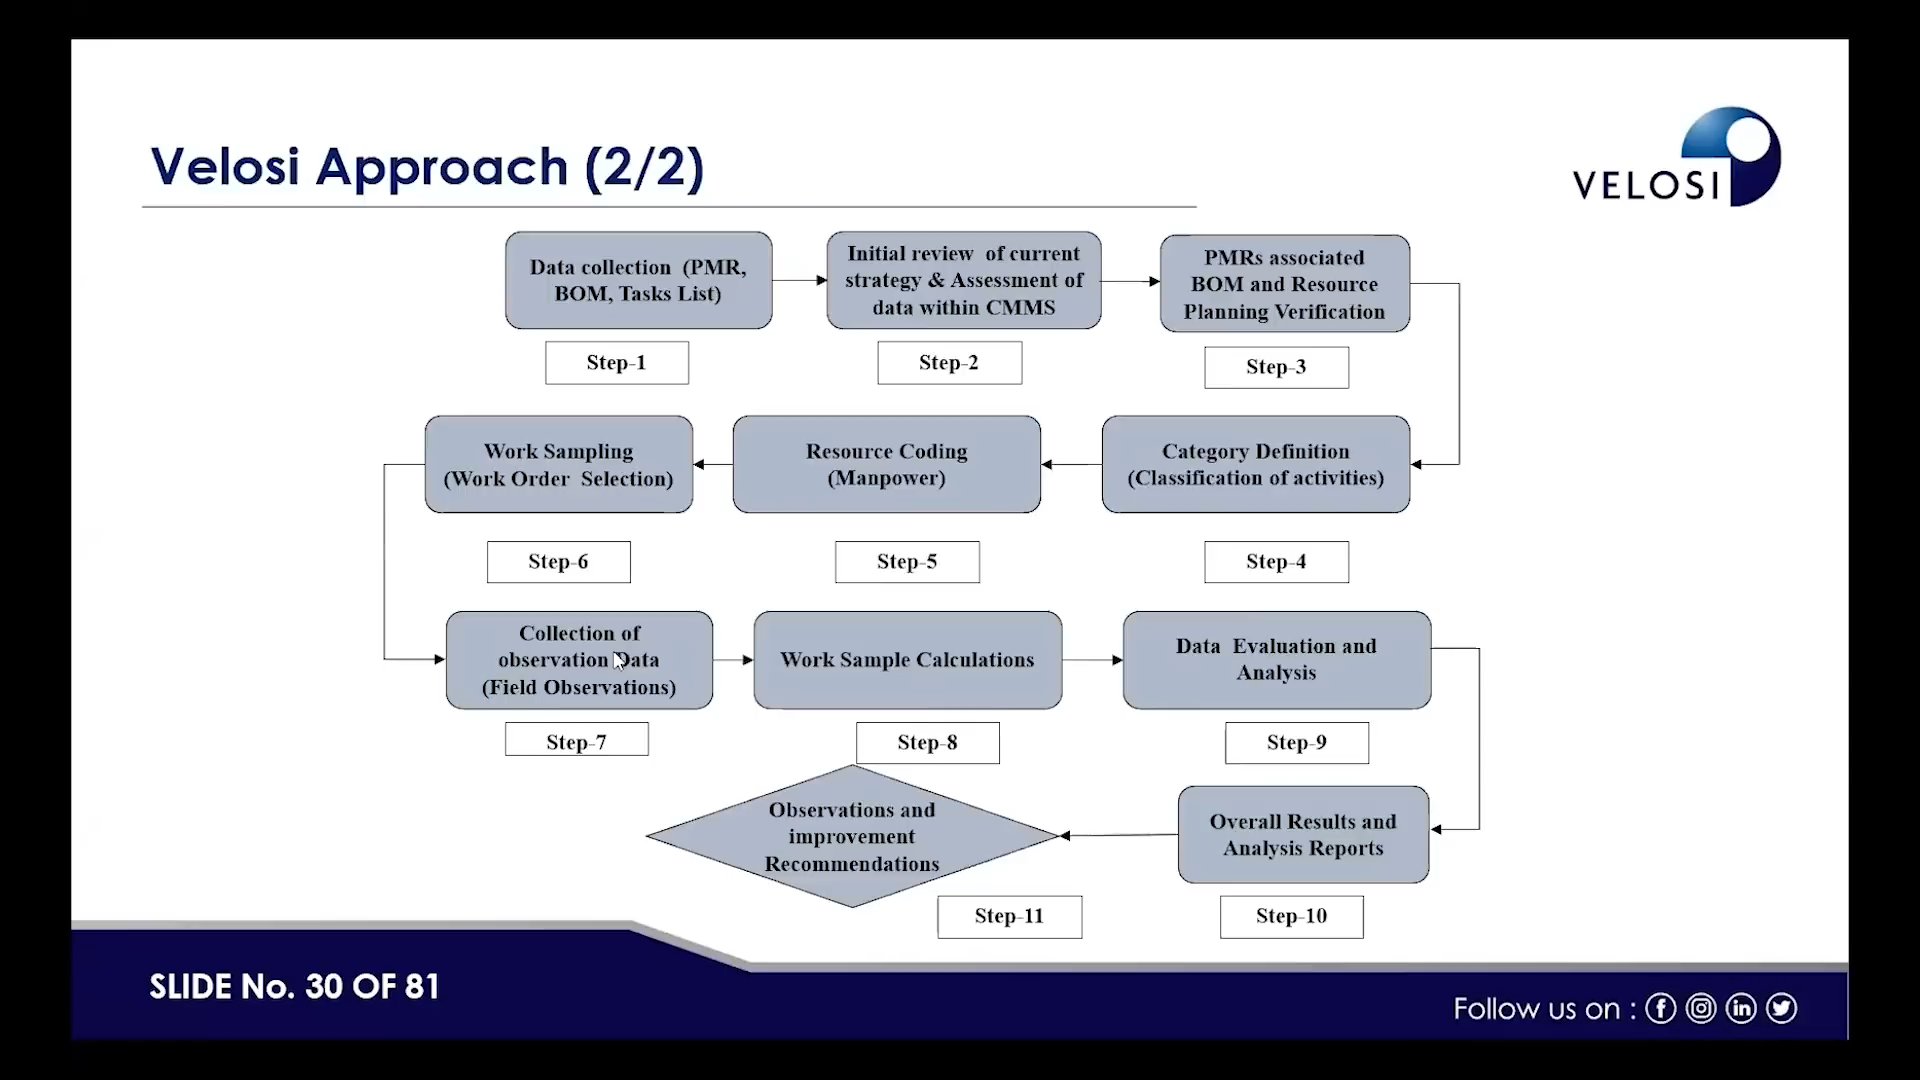 Velosi Approach (2/2)
VELOSI
Data collection (PMR,
BOM, Tasks List)
Step-1
Initial review of current
strategy & Assessment of
data within CMMS
Step-2
PMRs associated
BOM and Resource
Planning Verification
Step-3
Category Definition
(Classification of activities)
Step-4
Resource Coding
(Manpower)
Step-5
Work Sampling
(Work Order Selection)
Step-6
Collection of
observation Data
(Field Observations)
Step-7
Work Sample Calculations
Step-8
Data Evaluation and
Analysis
Step-9
Overall Results and
Analysis Reports
Step-10
Observations and
improvement
Recommendations
Step-11
SLIDE No. 30 OF 81
Follow us on :